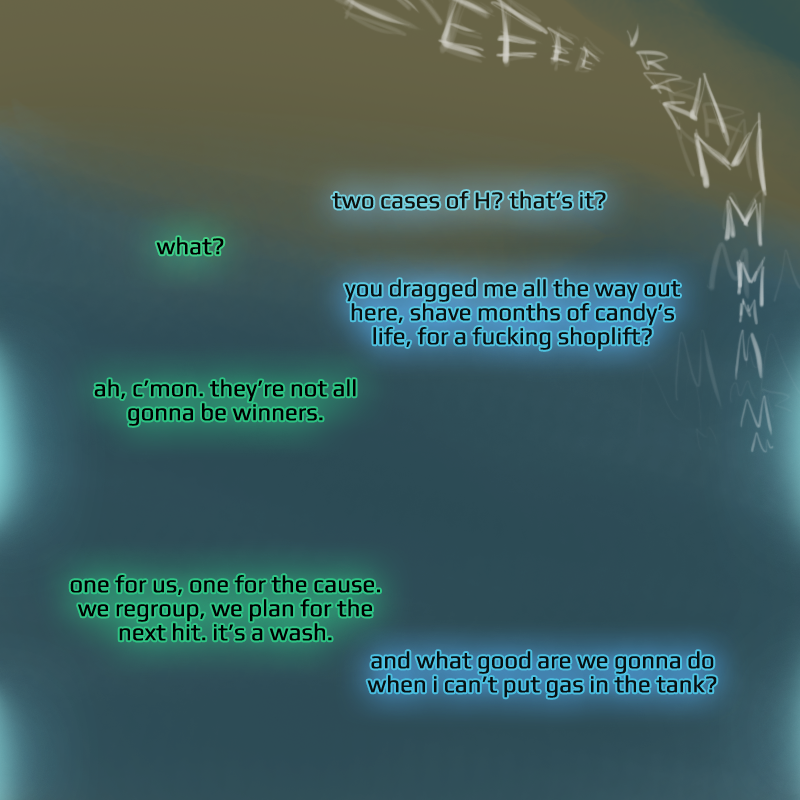 EEEE
VRRRMMMMMMMM
two cases of H? that's it?
what?
you dragged me all the way out
here, shave months of candy's
life, for a fucking shoplift?
ah, c'mon. they're not all
gonna be winners.
one for us, one for the cause.
we regroup, we plan for the
next hit. it's a wash.
and what good are we gonna do
when i can't put gas in the tank?